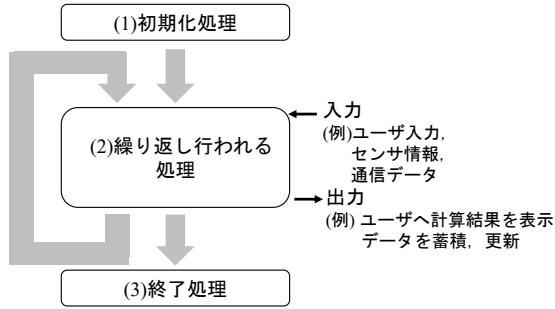 (1)初期化処理
(2)繰り返し行われる
処理
入力
(例)ユーザ入力,
センサ情報,
通信データ
出力
(例) ユーザへ計算結果を表示
データを蓄積，更新
(3)終了処理